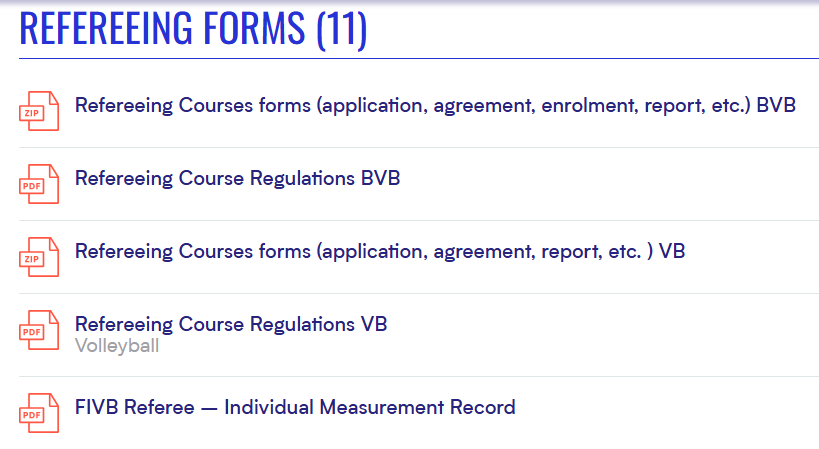 REFEREEING FORMS (11)
ZIP
Refereeing Courses forms (application, agreement, enrolment, report, etc.) BVB
PDF
Refereeing Course Regulations BVB
ZIP
Refereeing Courses forms (application, agreement, report, etc. ) VB
PDF
Refereeing Course Regulations VB
Volleyball
PDF
FIVB Referee — Individual Measurement Record